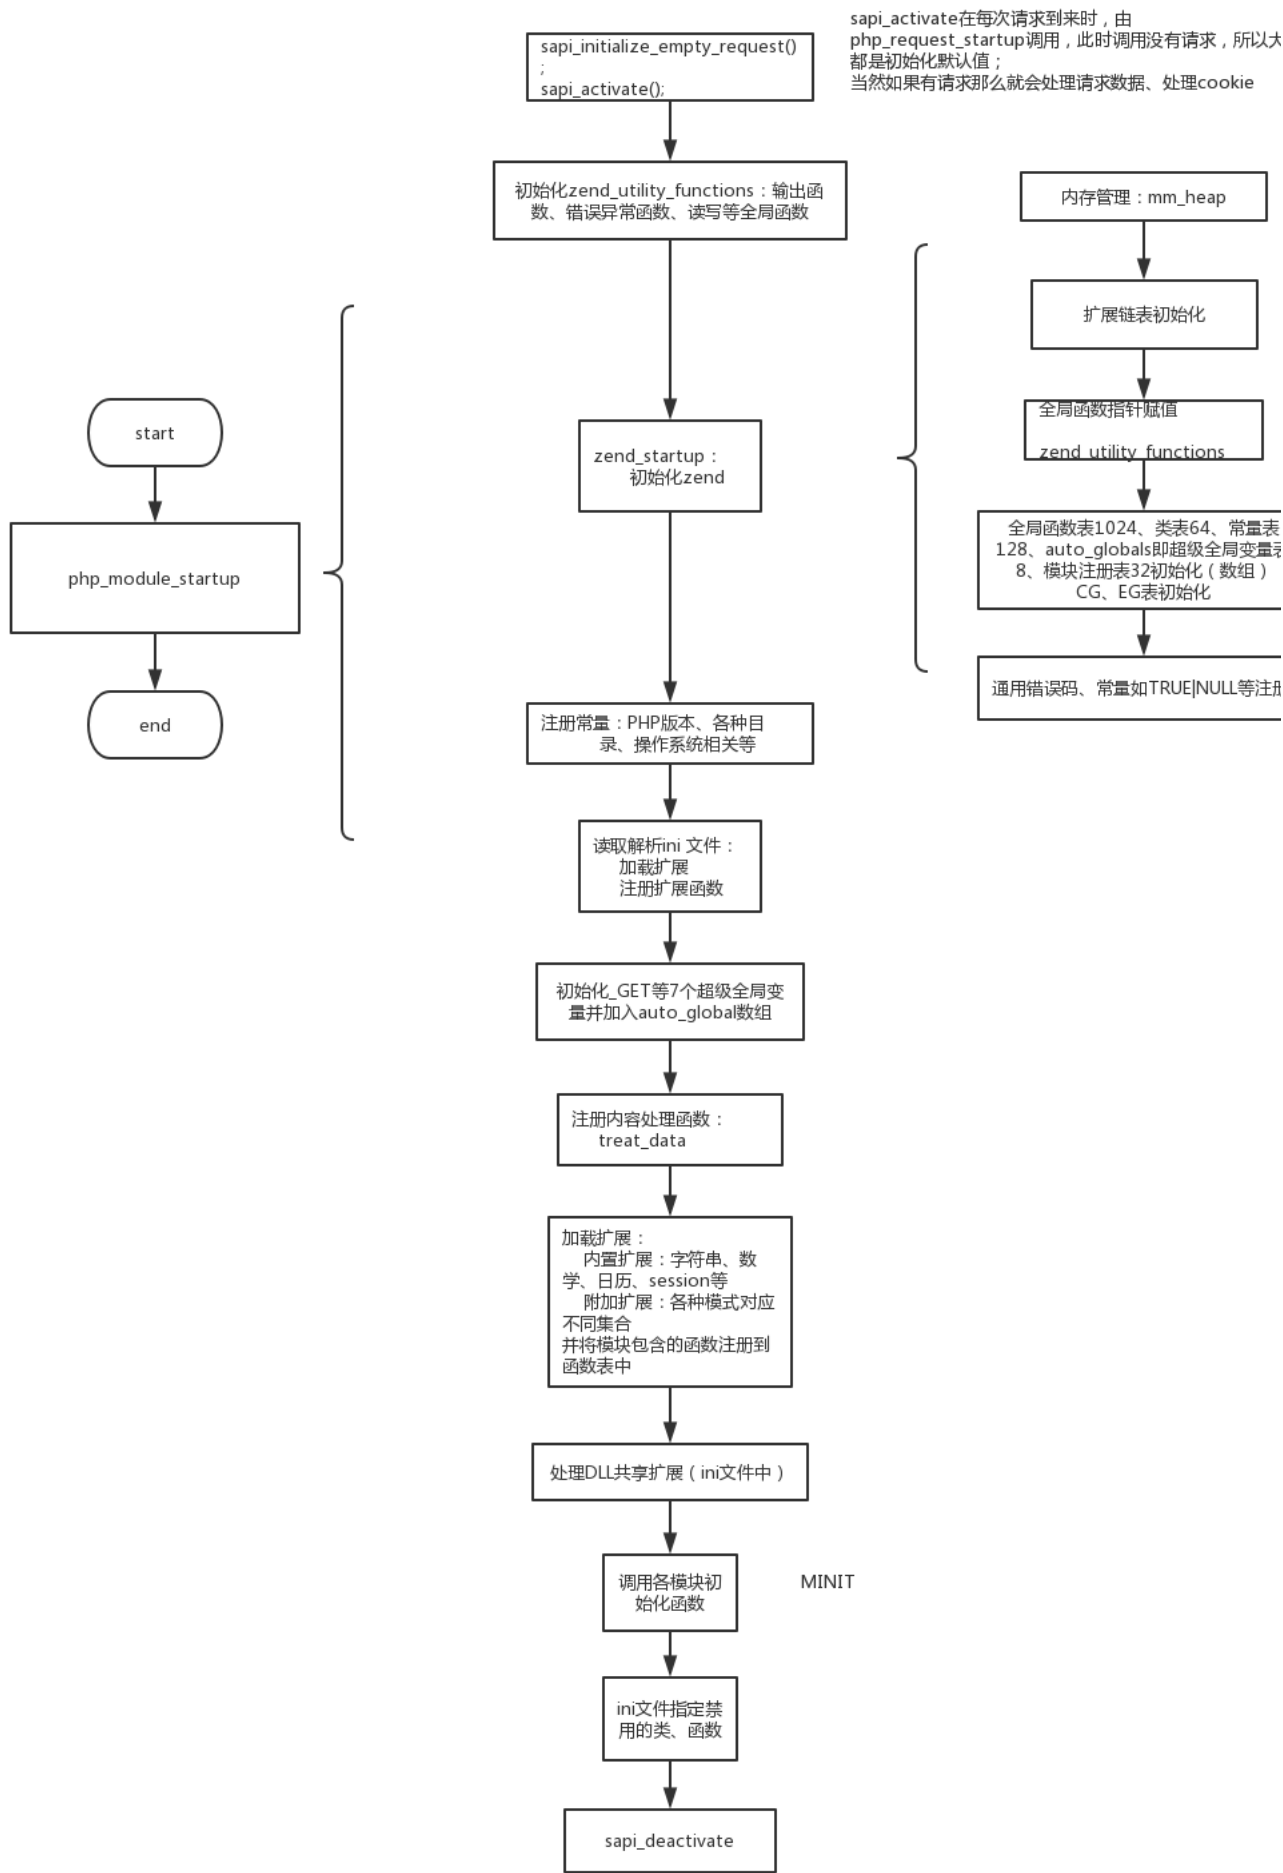 sapi_activate在每次请求到来时，由
php_request_startup调用，此时调用没有请求，所以大
都是初始化默认值；
当然如果有请求那么就会处理请求数据、处理cookie
sapi_initialize_empty_request()
;
sapi_activate();
初始化zend_utility_functions：输出函
数、错误异常函数、读写等全局函数
start
php_module_startup
end
zend_startup：
初始化zend
内存管理：mm_heap
扩展链表初始化
全局函数指针赋值
zend_utility_functions
全局函数表1024、类表64、常量表
128、auto_globals即超级全局变量表
8、模块注册表32初始化（数组）
CG、EG表初始化
通用错误码、常量如TRUE|NULL等注册
注册常量：PHP版本、各种目
录、操作系统相关等
读取解析ini 文件：
加载扩展
注册扩展函数
初始化_GET等7个超级全局变
量并加入auto_global数组
注册内容处理函数：
treat_data
加载扩展：
内置扩展：字符串、数
学、日历、session等
附加扩展：各种模式对应
不同集合
并将模块包含的函数注册到
函数表中
处理DLL共享扩展（ini文件中）
调用各模块初
始化函数
MINIT
ini文件指定禁
用的类、函数
sapi_deactivate